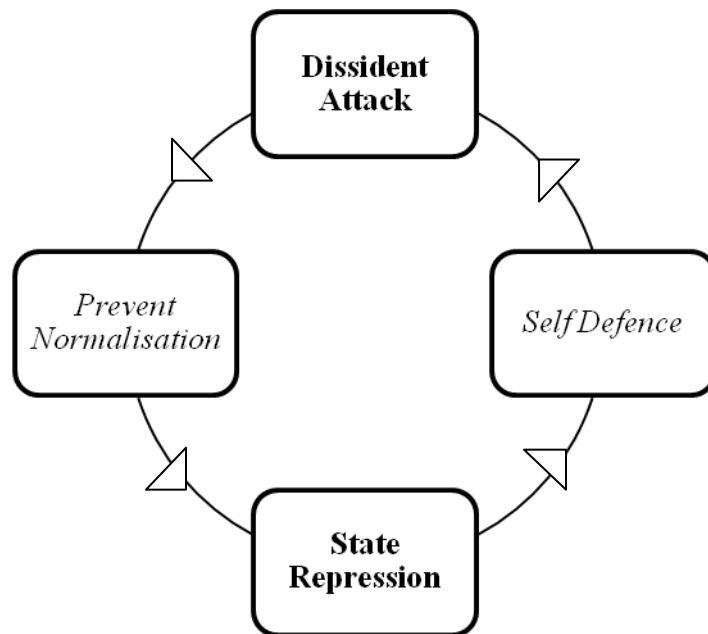 Dissident
Attack
Prevent
Normalisation
Self Defence
State
Repression